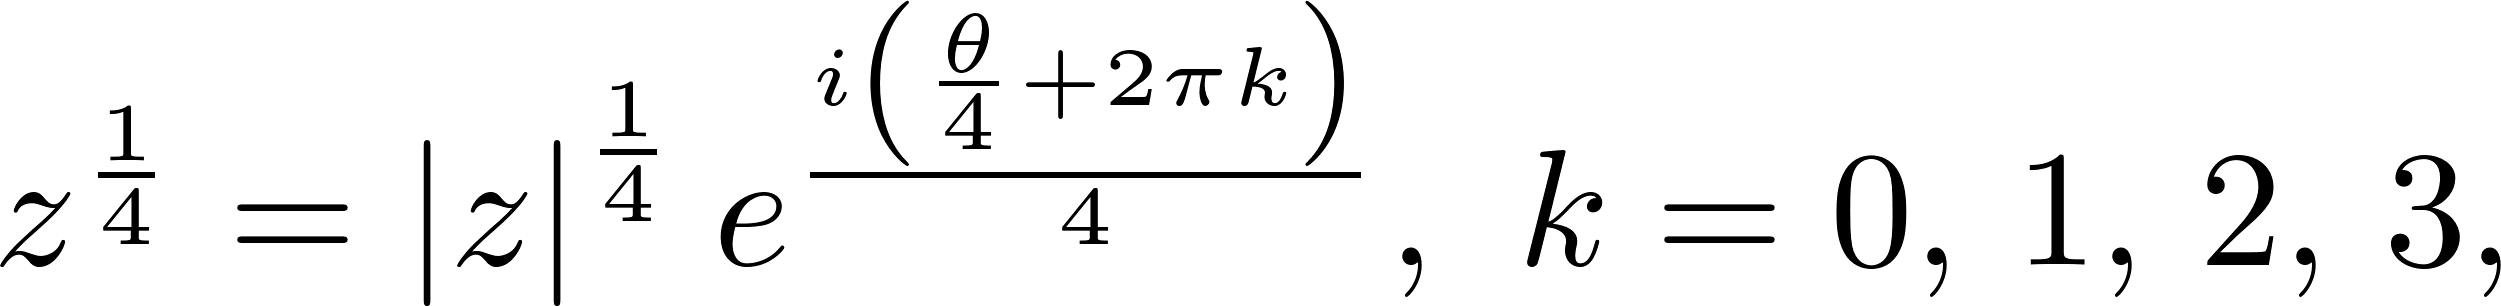 z^{\frac{1}{4}} = |z|^{\frac{1}{4}} e^{\frac{i\left(\frac{\theta}{4} + 2\pi k\right)}{4}}, k = 0, 1, 2, 3,